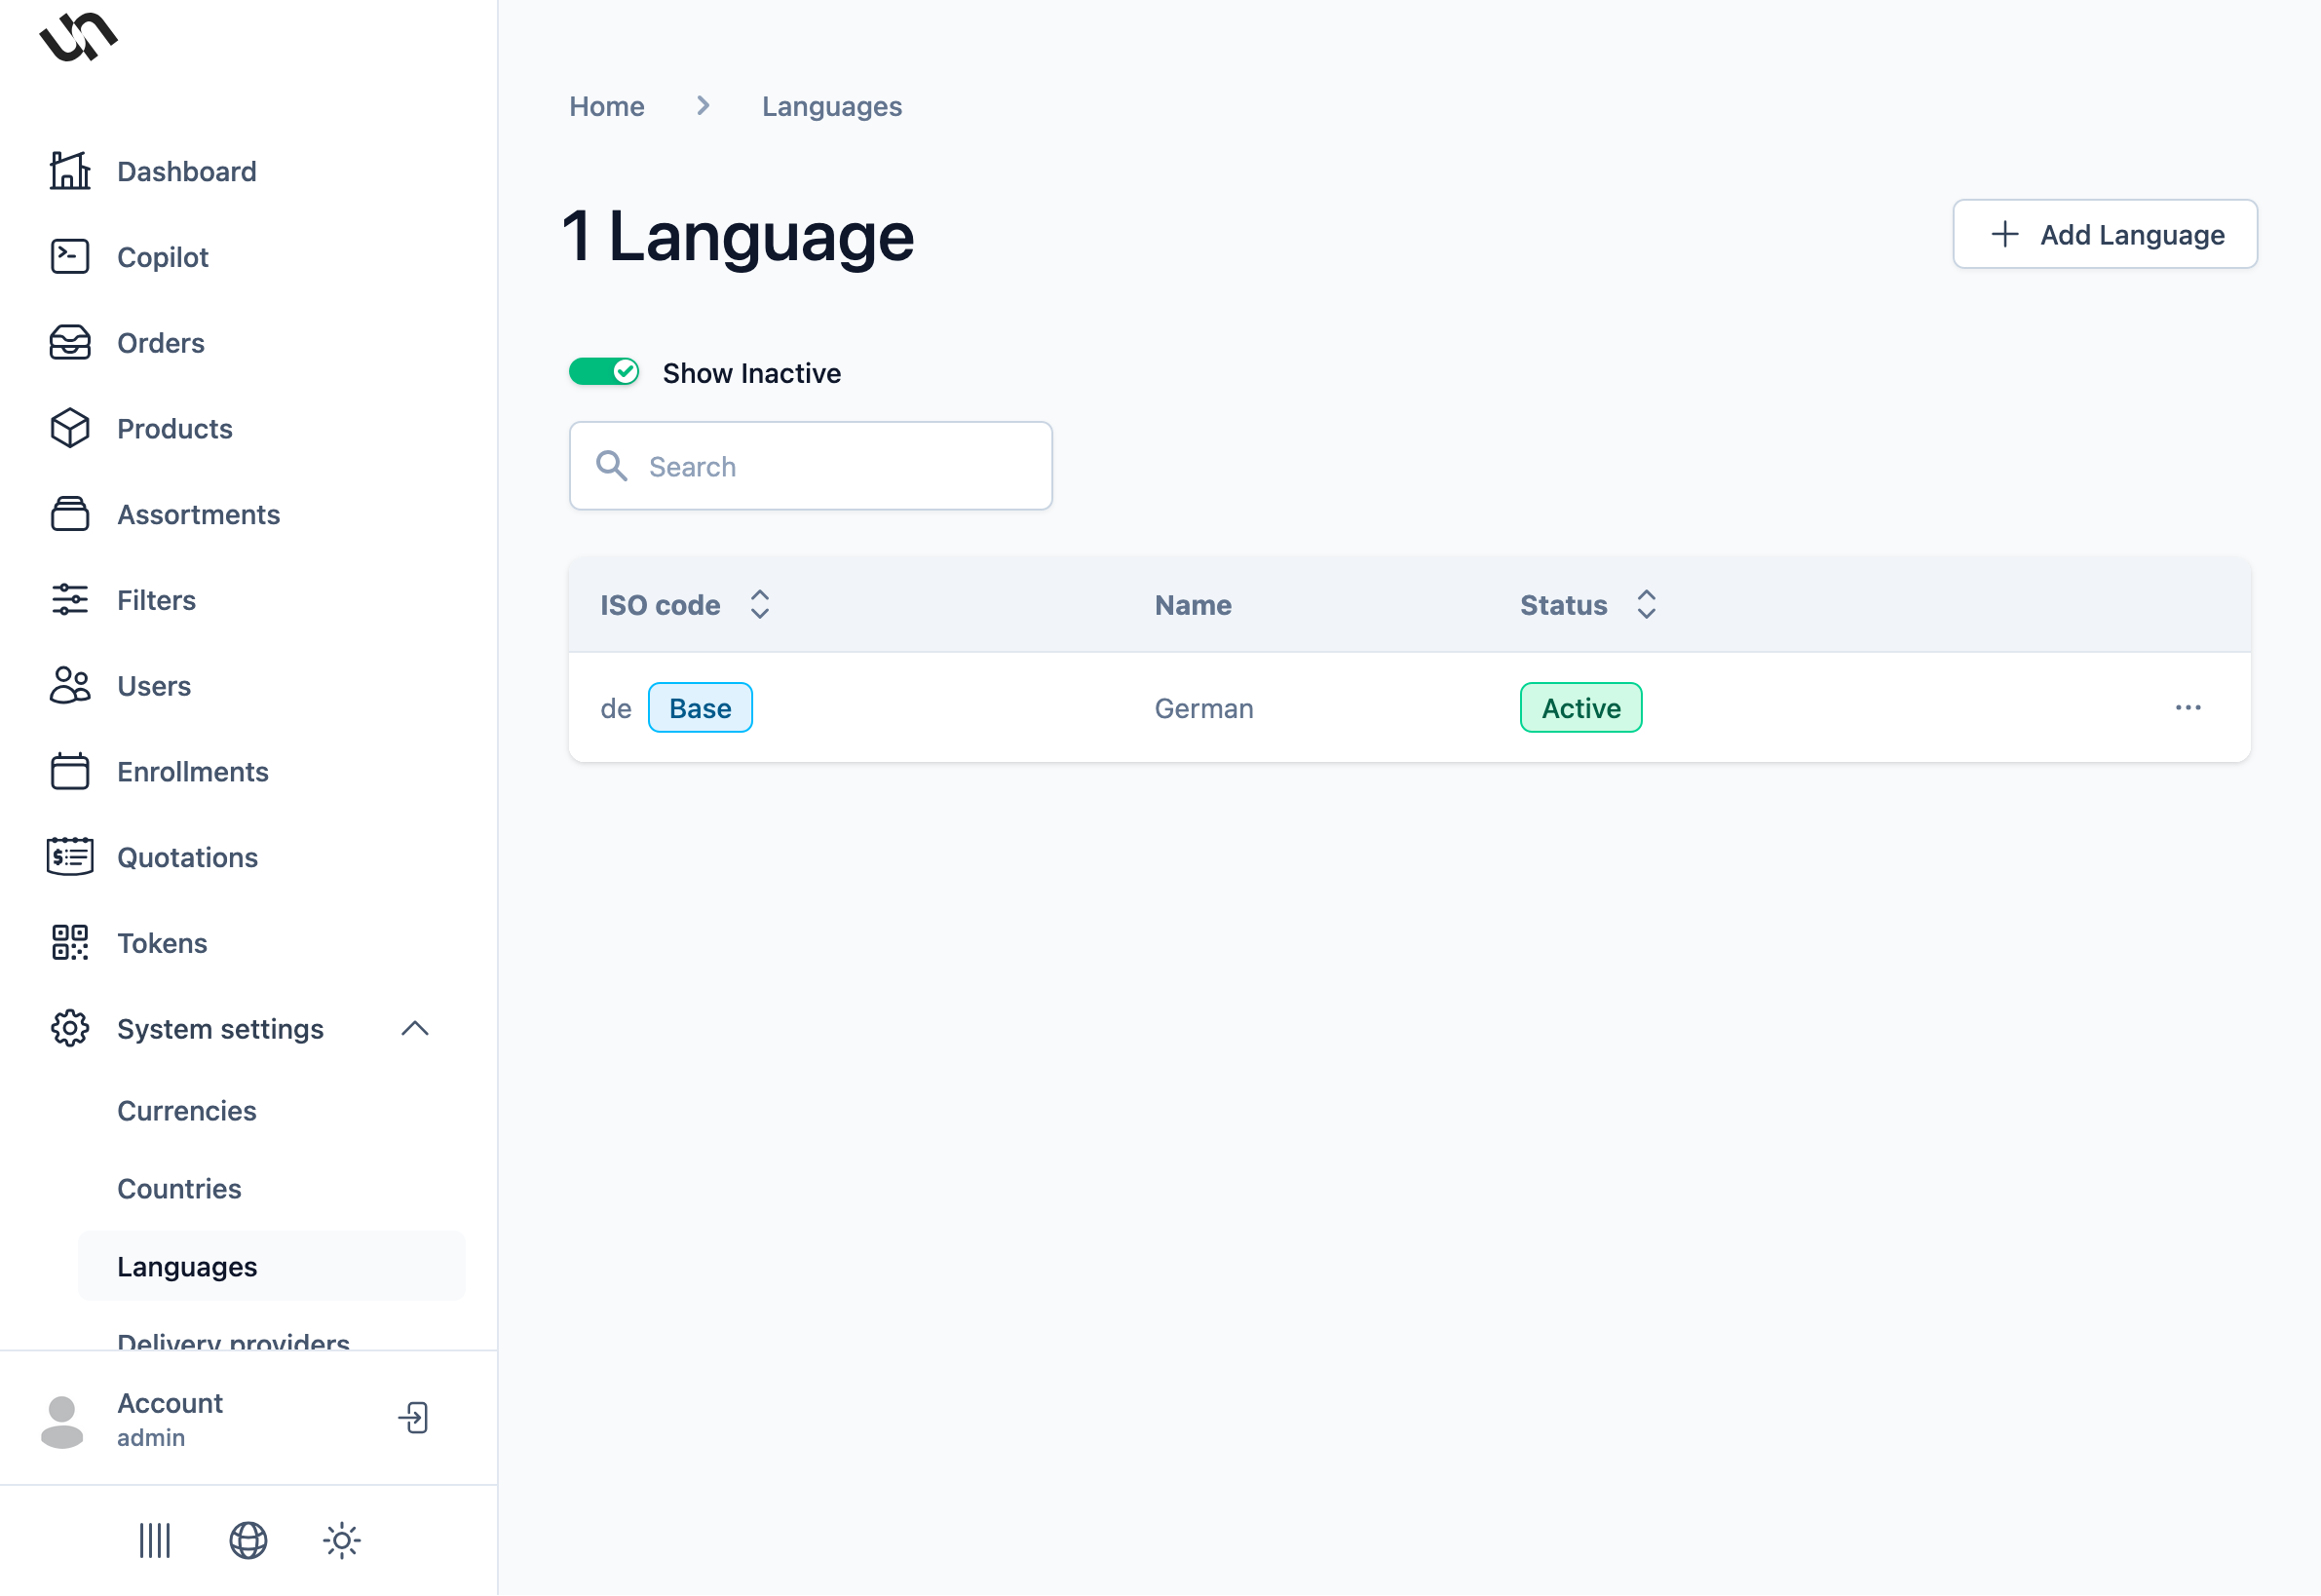 un
Dashboard
Copilot
Orders
Products
Assortments
Filters
Users
Enrollments
Quotations
Tokens
System settings
Currencies
Countries
Languages
Delivery providers
Account
admin
Home
Languages
1 Language
Add Language
Show Inactive
Search
ISO code Name Status
de Base German Active